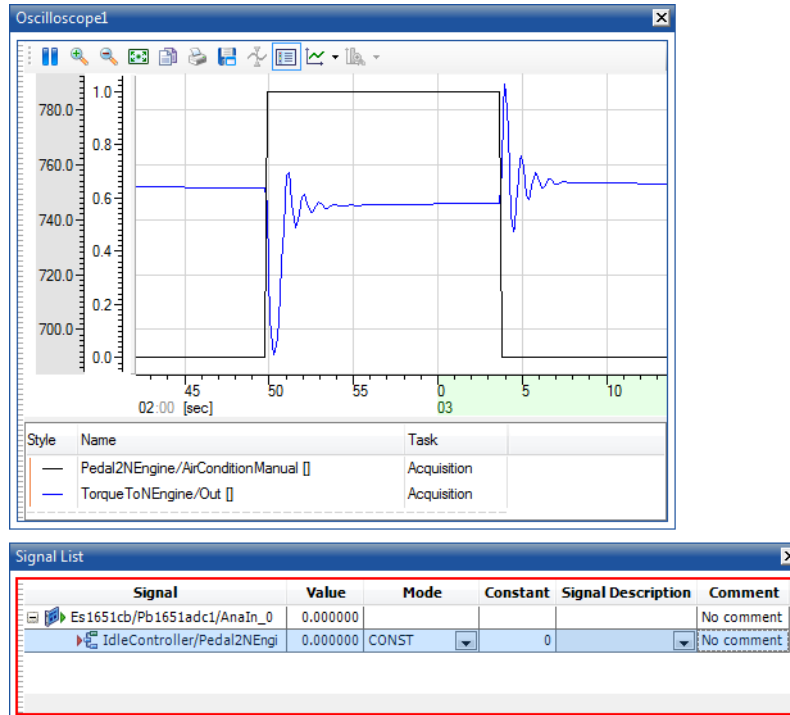 Oscilloscope1
780.0
760.0
740.0
720.0
700.0
1.0
0.8
0.6
0.4
0.2
0.0
45 50 55 0 5 10
02:00 [sec] 03
Style Name Task
Pedal2NEngine/AirConditionManual [] Acquisition
TorqueToNEngine/Out [] Acquisition
Signal List
Signal Value Mode Constant Signal Description Comment
Es1651cb/Pb1651adc1/AnaIn_0 0.000000 No comment
IdleController/Pedal2NEngi 0.000000 CONST 0 No comment